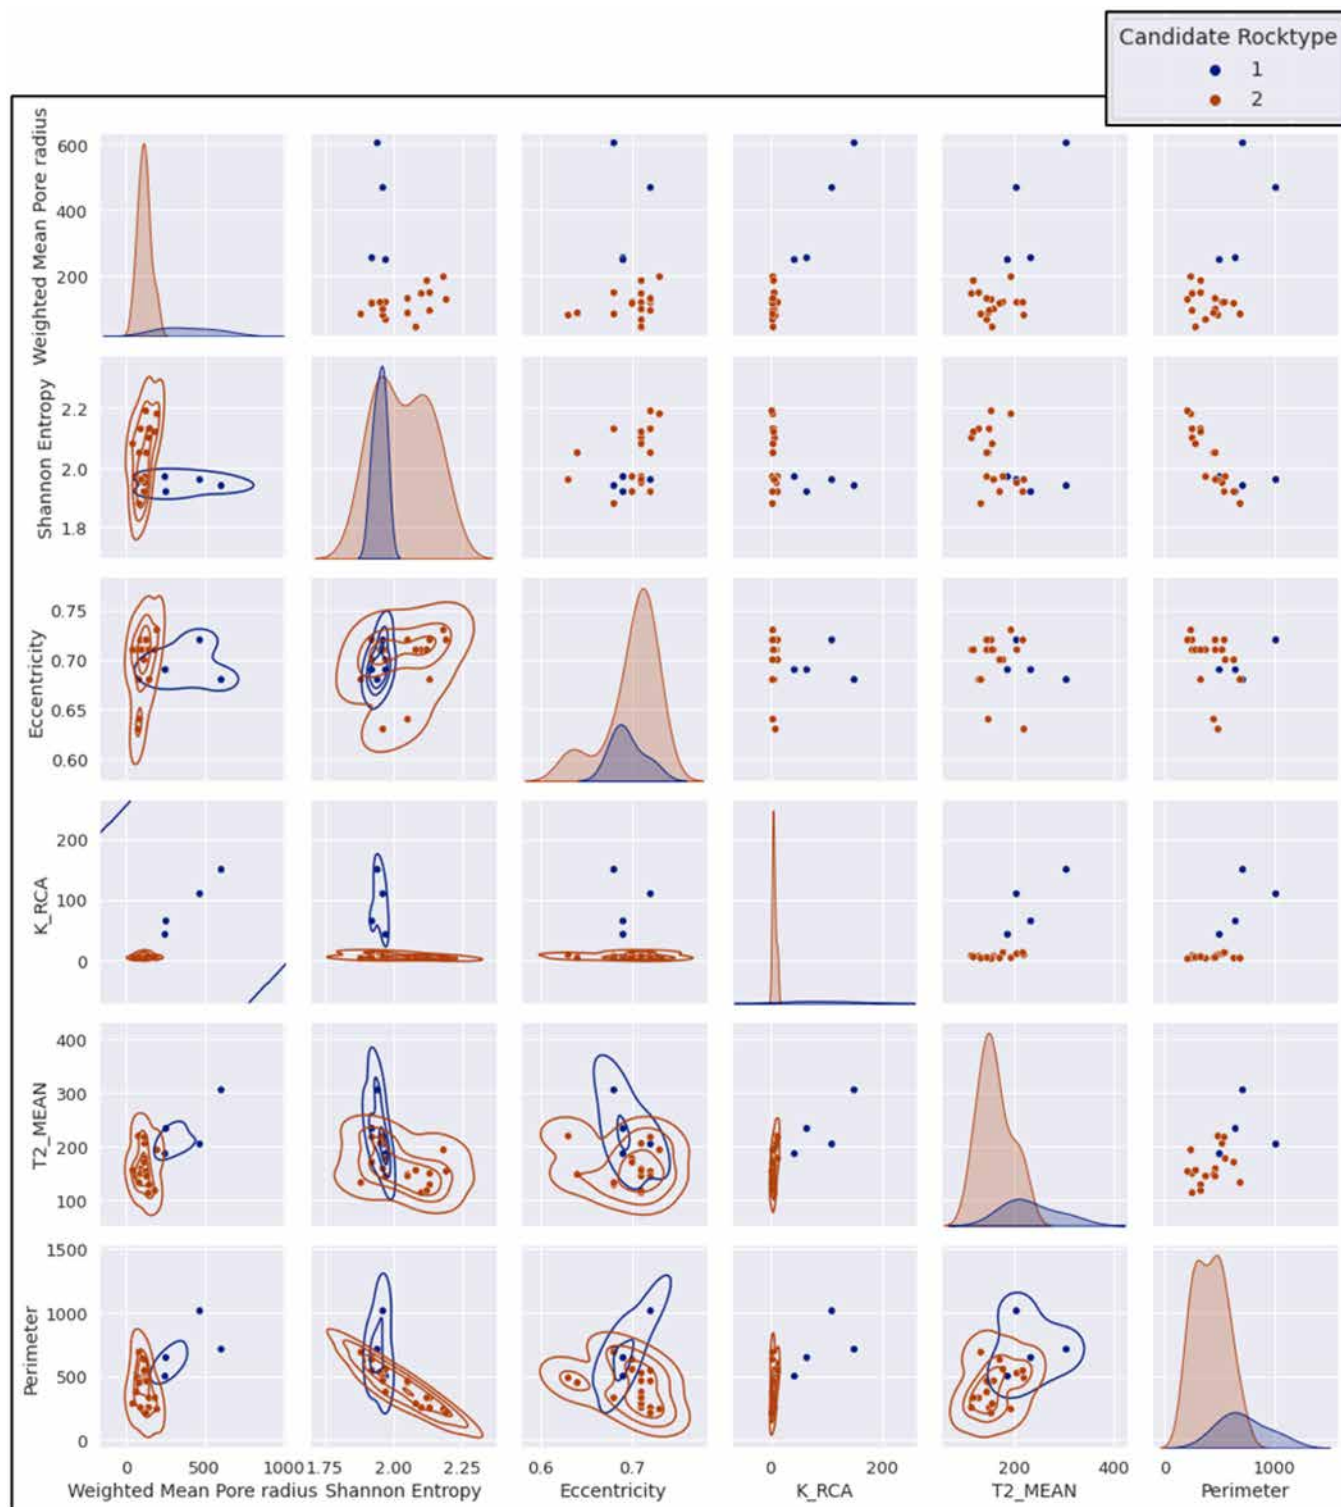 Candidate Rocktype
1
2
Weighted Mean Pore radius
600
400
200
Shannon Entropy
2.2
2.0
1.8
Eccentricity
0.75
0.70
0.65
0.60
K_RCA
200
100
0
T2_MEAN
400
300
200
100
Perimeter
1500
1000
500
0
0 500 1000 1.75 2.00 2.25 0.6 0.7 0 200 200 400 0 1000
Weighted Mean Pore radius Shannon Entropy Eccentricity K_RCA T2_MEAN Perimeter